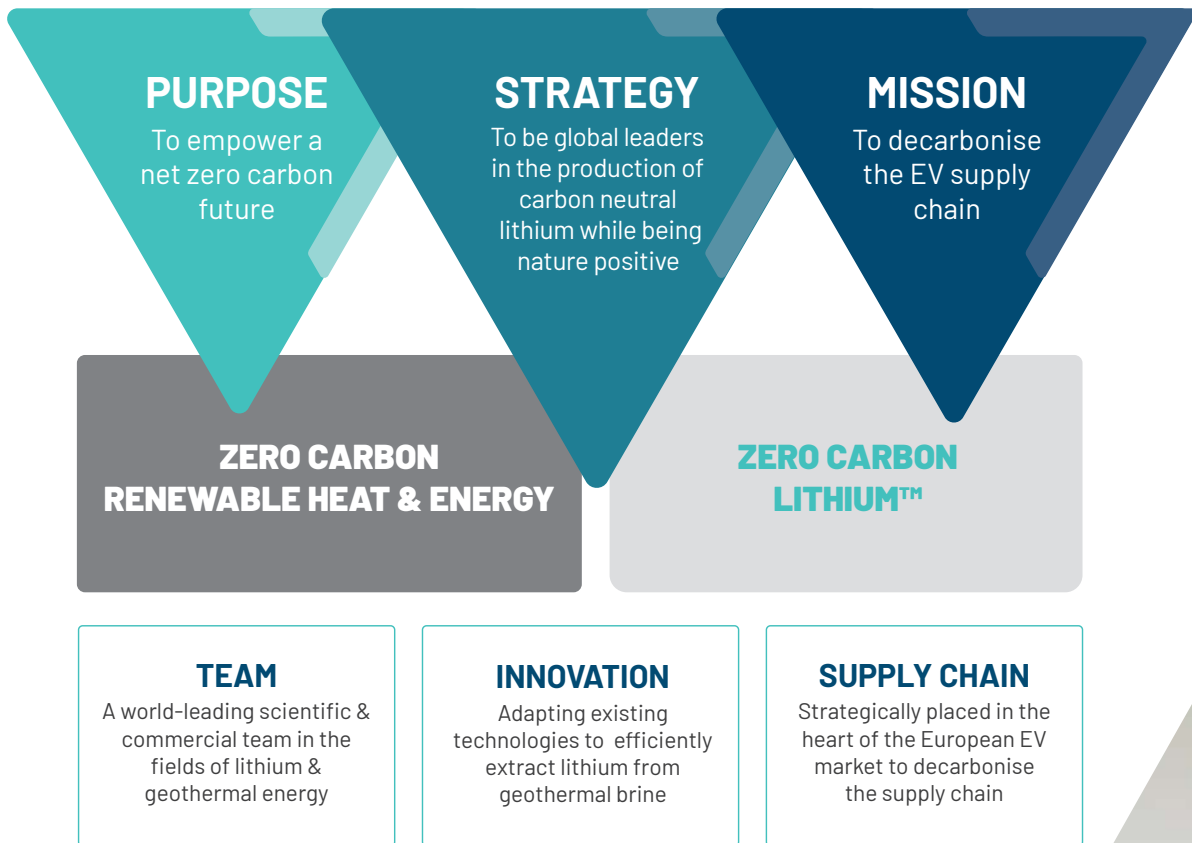 PURPOSE
To empower a
net zero carbon
future
STRATEGY
To be global leaders
in the production of
carbon neutral
lithium while being
nature positive
MISSION
To decarbonise
the EV supply
chain
ZERO CARBON
RENEWABLE HEAT & ENERGY
ZERO CARBON
LITHIUM™
TEAM
A world-leading scientific &
commercial team in the
fields of lithium &
geothermal energy
INNOVATION
Adapting existing
technologies to efficiently
extract lithium from
geothermal brine
SUPPLY CHAIN
Strategically placed in the
heart of the European EV
market to decarbonise
the supply chain